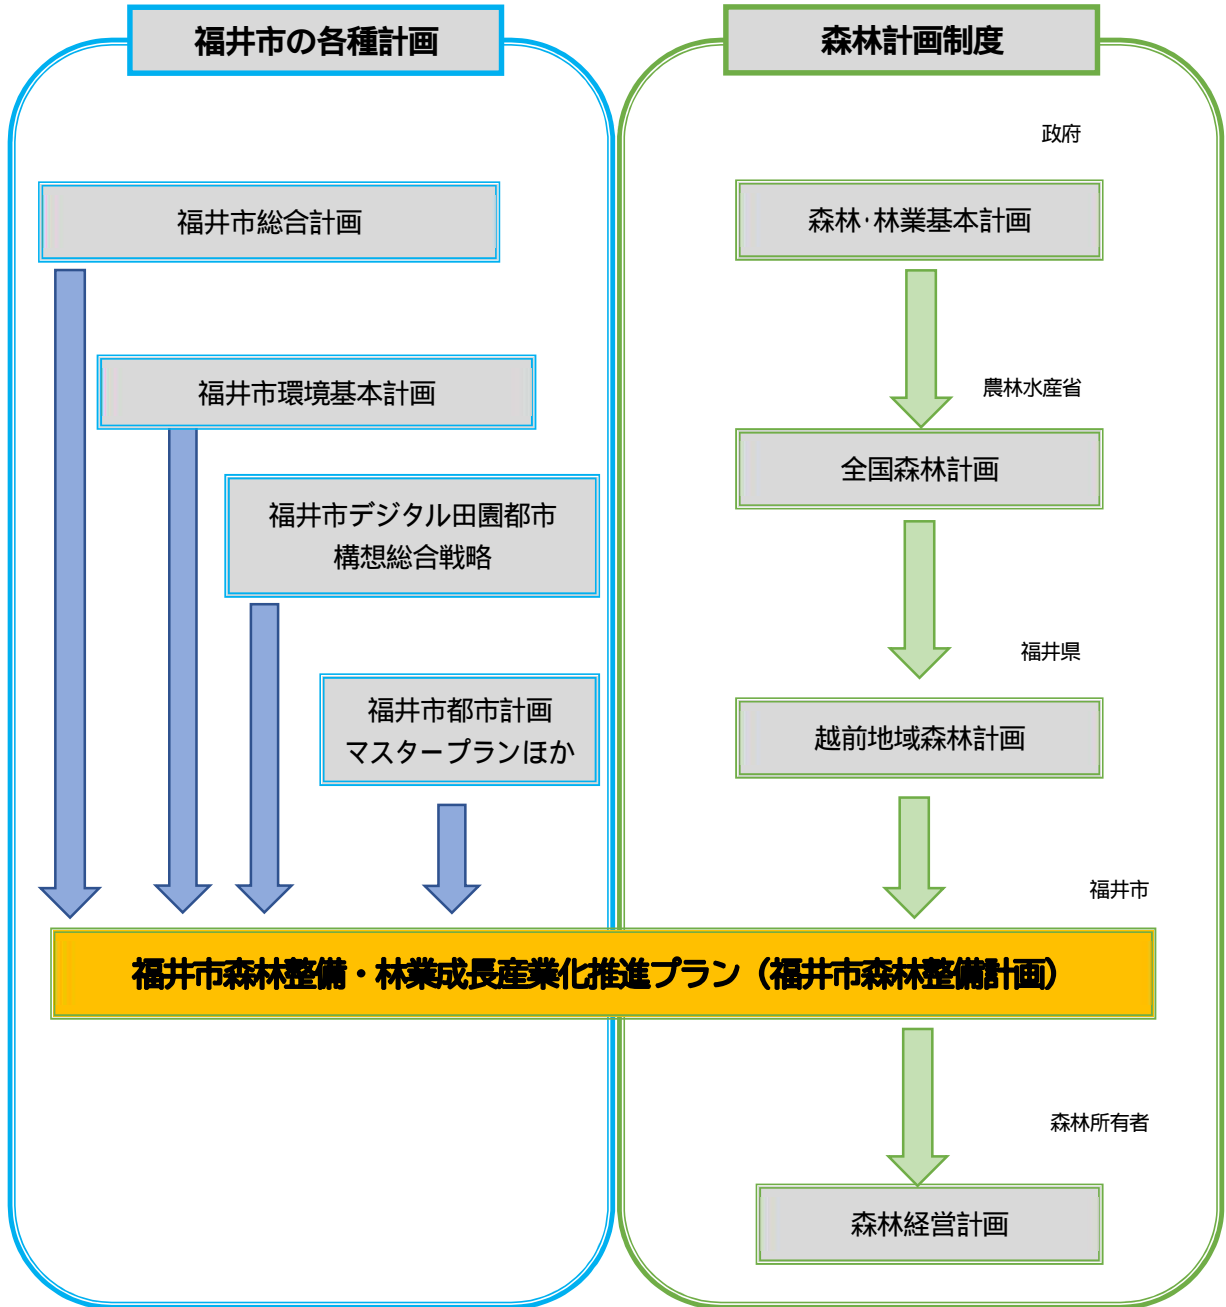 福井市の各種計画
福井市総合計画
福井市環境基本計画
福井市デジタル田園都市
構想総合戦略
福井市都市計画
マスタープランほか
森林計画制度
政府
森林・林業基本計画
農林水産省
全国森林計画
福井県
越前地域森林計画
福井市
福井市森林整備・林業成長産業化推進プラン（福井市森林整備計画）
森林所有者
森林経営計画